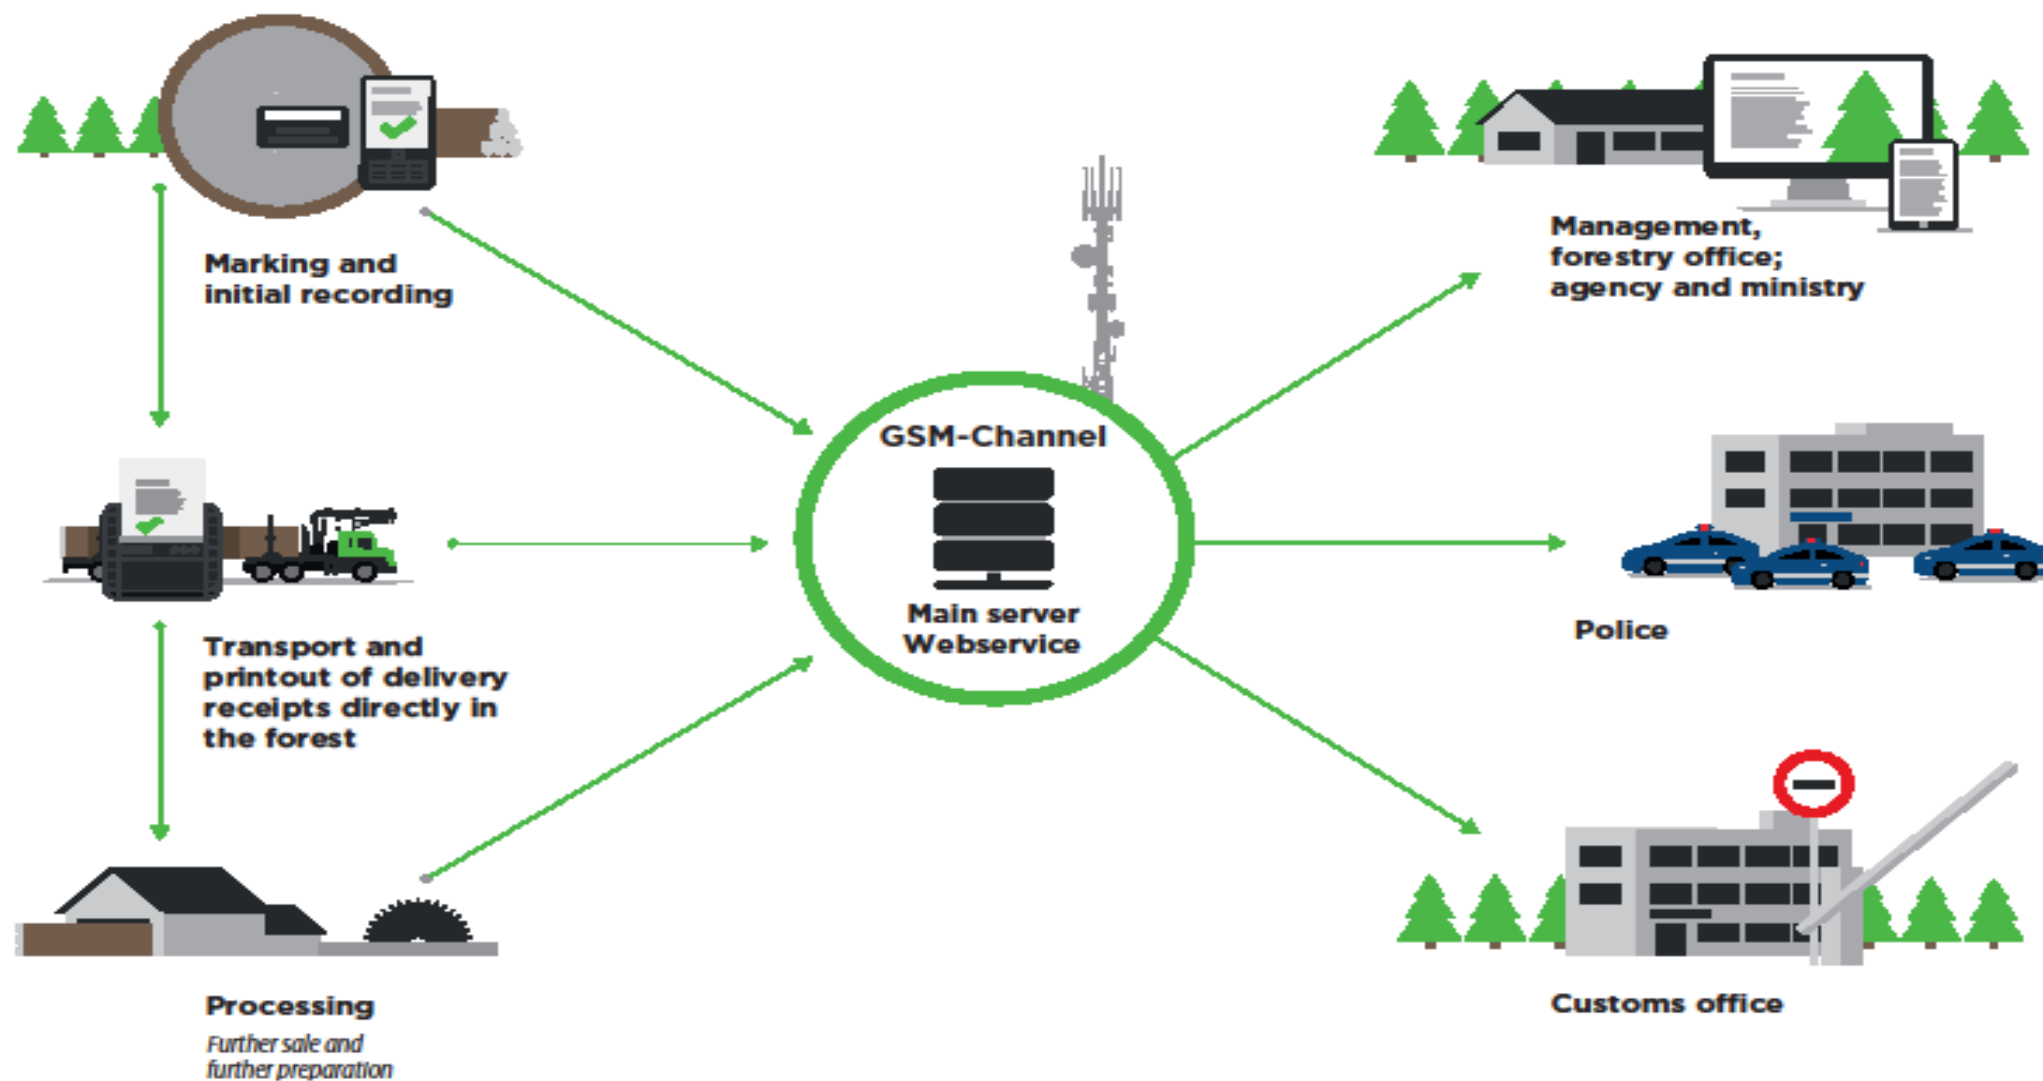 Marking and
initial recording
Management,
forestry office;
agency and ministry
GSM-Channel
Main server
Webservice
Transport and
printout of delivery
receipts directly in
the forest
Police
Processing
Further sale and
further preparation
Customs office